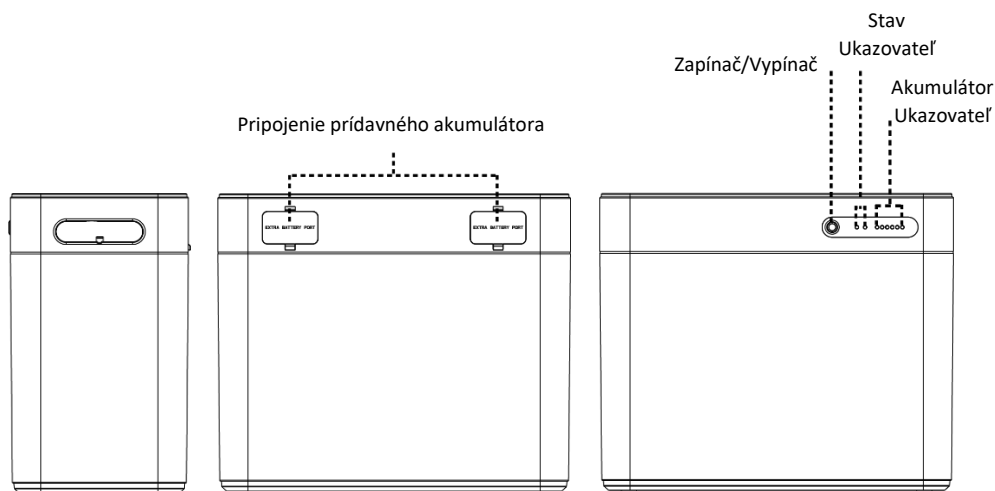 Stav
Ukazovateľ
Zapínač/Vypínač
Akumulátor
Ukazovateľ
Pripojenie prídavného akumulátora
EXTRA BATTERY PORT
EXTRA BATTERY PORT